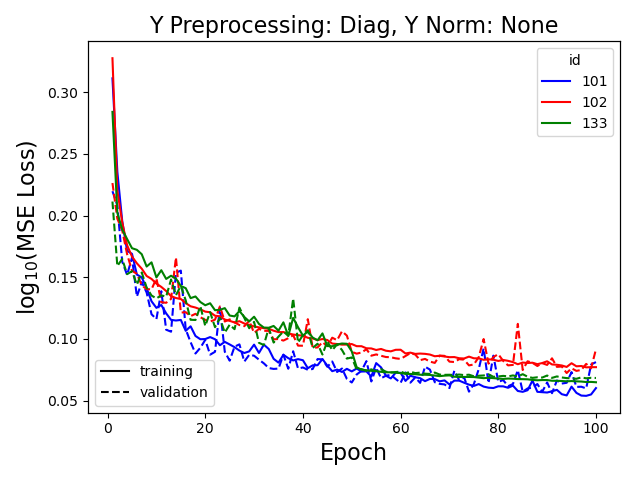 Y Preprocessing: Diag, Y Norm: None
log10(MSE Loss)
0.30
0.25
0.20
0.15
0.10
0.05
id
101
102
133
training
validation
0
20
40
60
80
100
Epoch